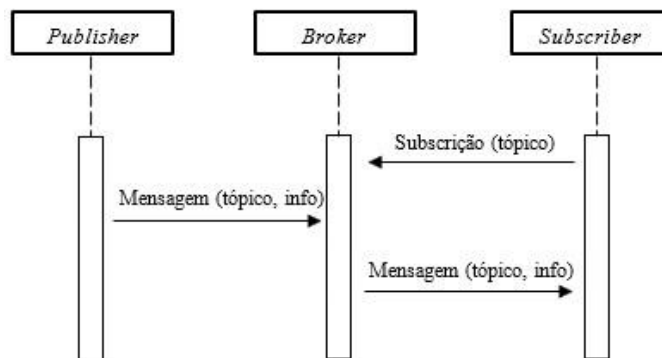 Publisher
Broker
Subscriber
Subscrição (tópico)
Mensagem (tópico, info)
Mensagem (tópico, info)